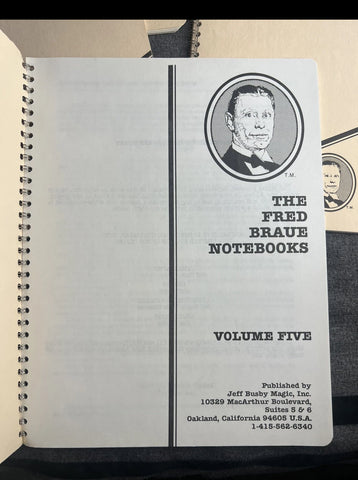 T.M.
THE
FRED
BRAUE
NOTEBOOKS
VOLUME FIVE
Published by
Jeff Busby Magic, Inc.
10329 MacArthur Boulevard,
Suites 5 & 6
Oakland, California 94605 U.S.A.
1-415-562-6340